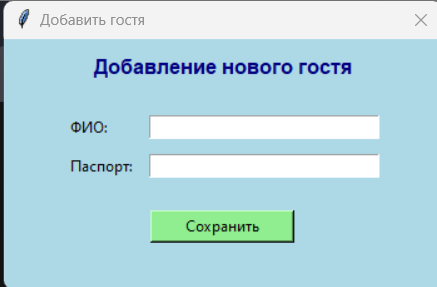 Добавить гостя
Добавление нового гостя
ФИО:
Паспорт:
Сохранить